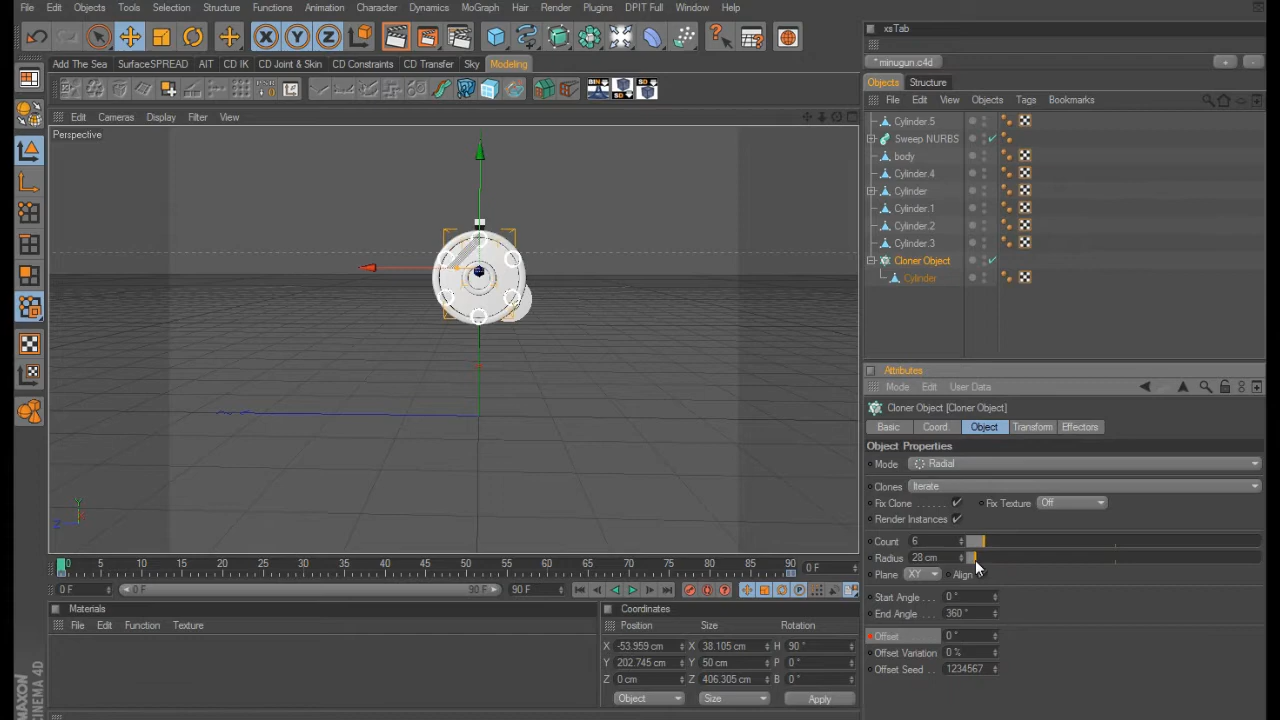 File Edit Objects Tools Selection Structure Functions Animation Character Dynamics MoGraph Hair Render Plugins DPIT Full Window Help
xsTab
* minugun.c4d
Add The Sea SurfaceSPREAD AIT CD IK CD Joint & Skin CD Constraints CD Transfer Sky Modeling
Objects Structure
File Edit View Objects Tags Bookmarks
Edit Cameras Display Filter View
Perspective
Cylinder.5
Sweep NURBS
body
Cylinder.4
Cylinder
Cylinder.1
Cylinder.2
Cylinder.3
Cloner Object
Cylinder
Y
X
Z
Attributes
Mode Edit User Data
Cloner Object [Cloner Object]
Basic Coord. Object Transform Effectors
Object Properties
Mode Radial
Clones Iterate
Fix Clone . . . . . . Fix Texture Off
Render Instances
Count 6
Radius 28 cm
Plane XY Align
Start Angle . . 0 °
End Angle 360 °
Offset 0 °
Offset Variation 0 %
Offset Seed . . 1234567
0 5 10 15 20 25 30 35 40 45 50 55 60 65 70 75 80 85 90 0 F
0 F 0 F 90 F 90 F
Materials
File Edit Function Texture
Coordinates
Position Size Rotation
X -53.959 cm X 38.105 cm H 90 °
Y 202.745 cm Y 50 cm P 0 °
Z 0 cm Z 406.305 cm B 0 °
Object Size Apply
MAXON
CINEMA 4D